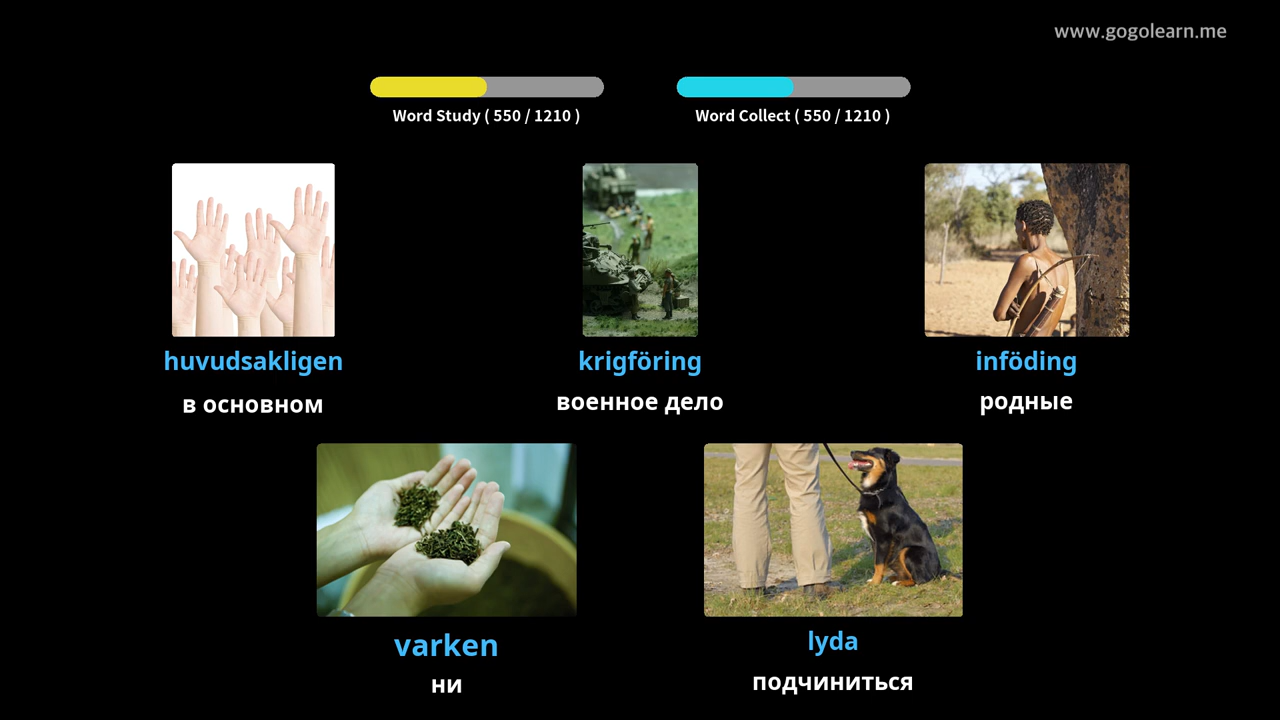 www.gogolearn.me
Word Study ( 550 / 1210 )
Word Collect ( 550 / 1210 )
huvudsakligen
krigföring
inföding
в основном
военное дело
родные
varken
lyda
ни
подчиниться